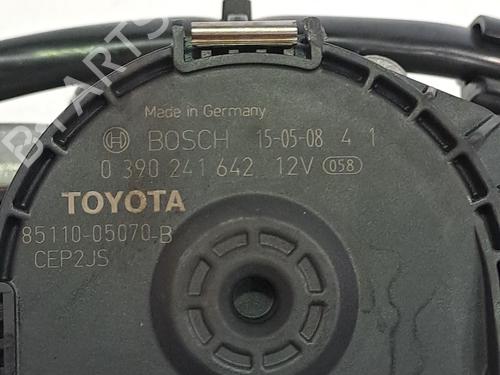 Made in Germany
BOSCH 15-05-08 4 1
0 390 241 642 12V 058
TOYOTA
85110-05070-B
CEP2JS
B PARTS